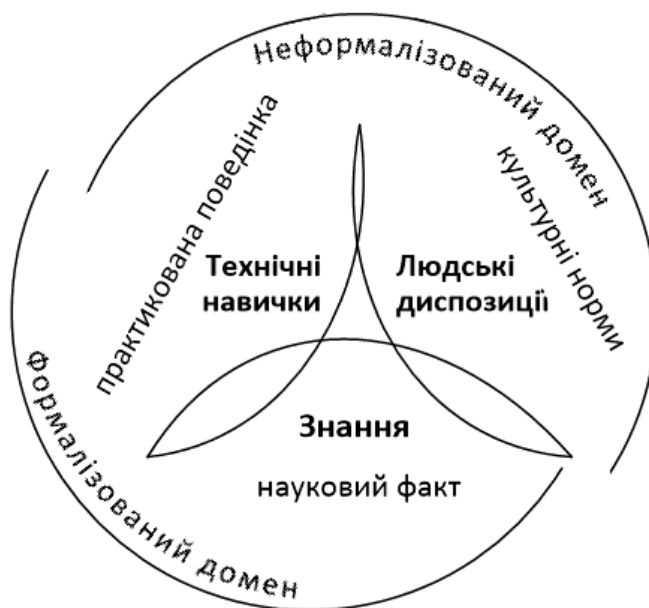 Неформалізований домен
практикована поведінка
культурні норми
Технічні
навички
Людські
диспозиції
Формалізований домен
Знання
науковий факт